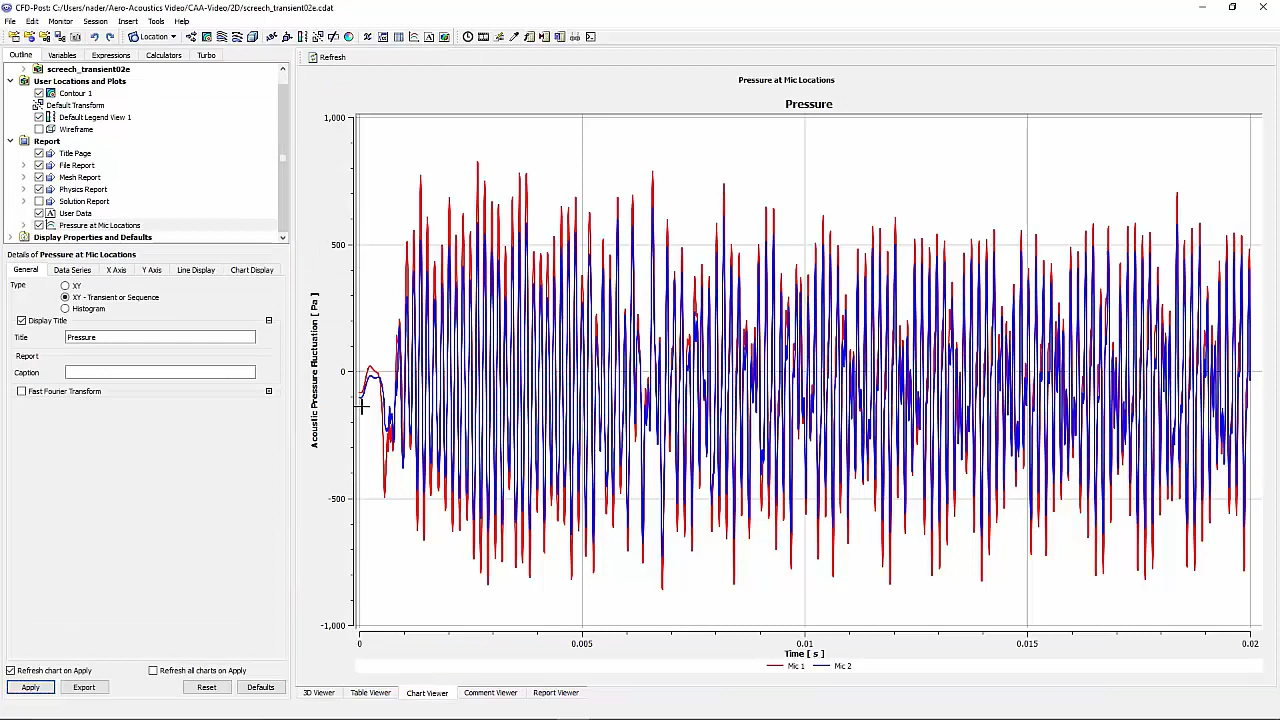 CFD-Post C:/Users/nader/Aero-Acoustics Video/CAA-Video/2D/screech_transient02e.cdat
File Edit Monitor Session Insert Tools Help
Location
Outline Variables Expressions Calculators Turbo
screech_transient02e
User Locations and Plots
Contour 1
Default Transform
Default Legend View 1
Wireframe
Report
Title Page
File Report
Mesh Report
Physics Report
Solution Report
User Data
Pressure at Mic Locations
Display Properties and Defaults
Details of Pressure at Mic Locations
General Data Series X Axis Y Axis Line Display Chart Display
Type XY
XY - Transient or Sequence
Histogram
Display Title
Title Pressure
Report
Caption
Fast Fourier Transform
Refresh chart on Apply Refresh all charts on Apply
Apply Export Reset Defaults
Refresh
Pressure at Mic Locations
Pressure
1,000
500
0
-500
-1,000
Acoustic Pressure Fluctuation [ Pa ]
0 0.005 0.01 0.015 0.02
Time [ s ]
Mic 1 Mic 2
3D Viewer Table Viewer Chart Viewer Comment Viewer Report Viewer